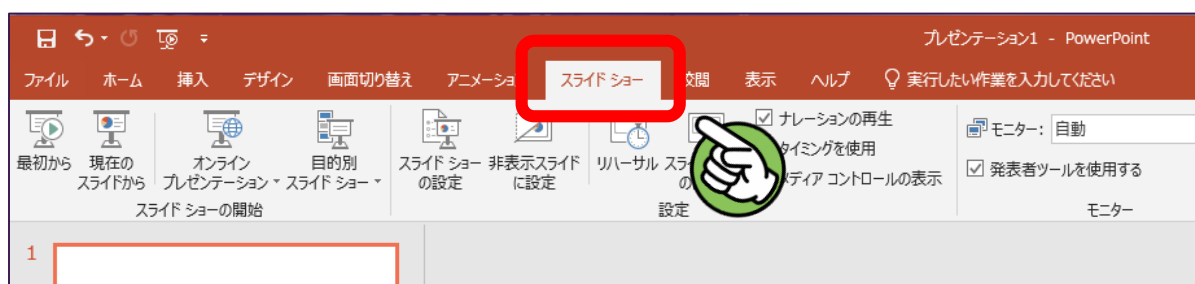 プレゼンテーション1 - PowerPoint
ファイル ホーム 挿入 デザイン 画面切り替え アニメーショ スライド ショー 校閲 表示 ヘルプ 実行したい作業を入力してください
最初から 現在の スライドから オンライン プレゼンテーション 目的別 スライド ショー
スライド ショーの開始
スライド ショー の設定 非表示スライド に設定 リハーサル スラ の
ナレーションの再生
タイミングを使用
メディア コントロールの表示
設定
モニター: 自動
発表者ツールを使用する
モニター
1